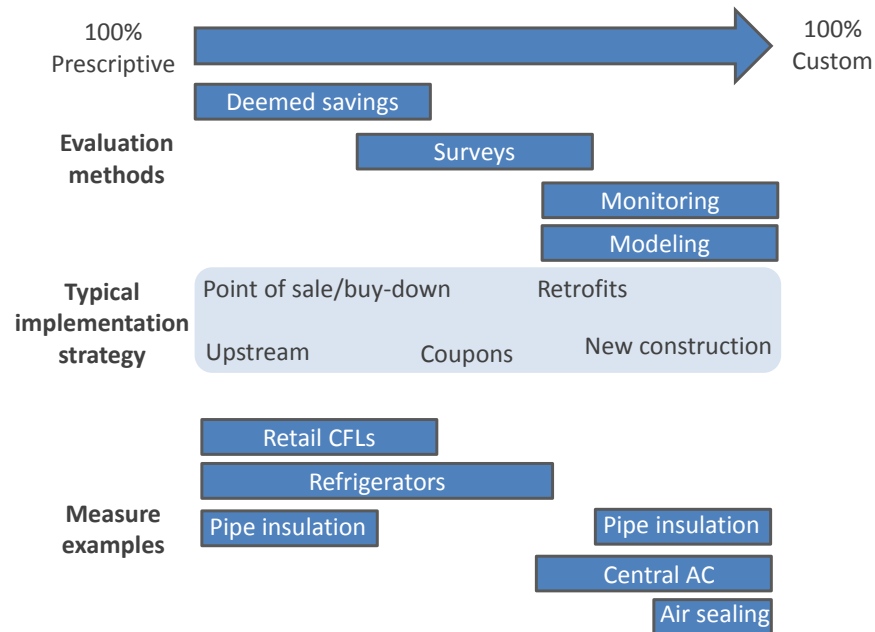 100%
Prescriptive
100%
Custom
Deemed savings
Evaluation
methods
Surveys
Monitoring
Modeling
Typical
implementation
strategy
Point of sale/buy-down
Retrofits
Upstream
Coupons
New construction
Retail CFLs
Refrigerators
Measure
examples
Pipe insulation
Pipe insulation
Central AC
Air sealing